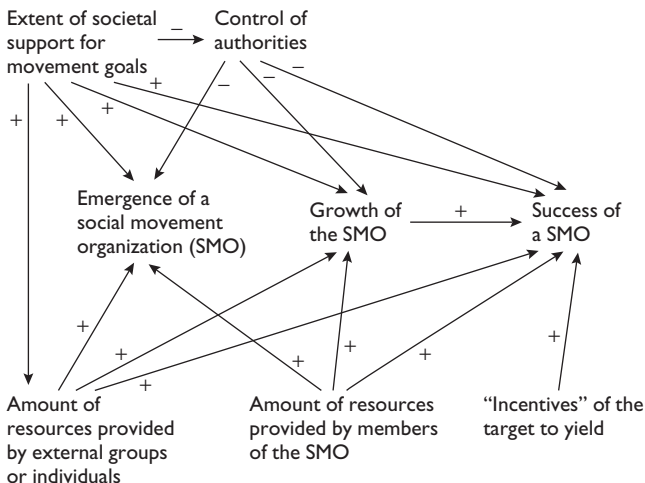 Extent of societal
support for
movement goals
–
Control of
authorities
+
+
+
+
–
–
–
Emergence of a
social movement
organization (SMO)
Growth of
the SMO
+
Success of
a SMO
+
+
+
+
+
+
+
Amount of
resources provided
by external groups
or individuals
Amount of resources
provided by members
of the SMO
“Incentives” of the
target to yield